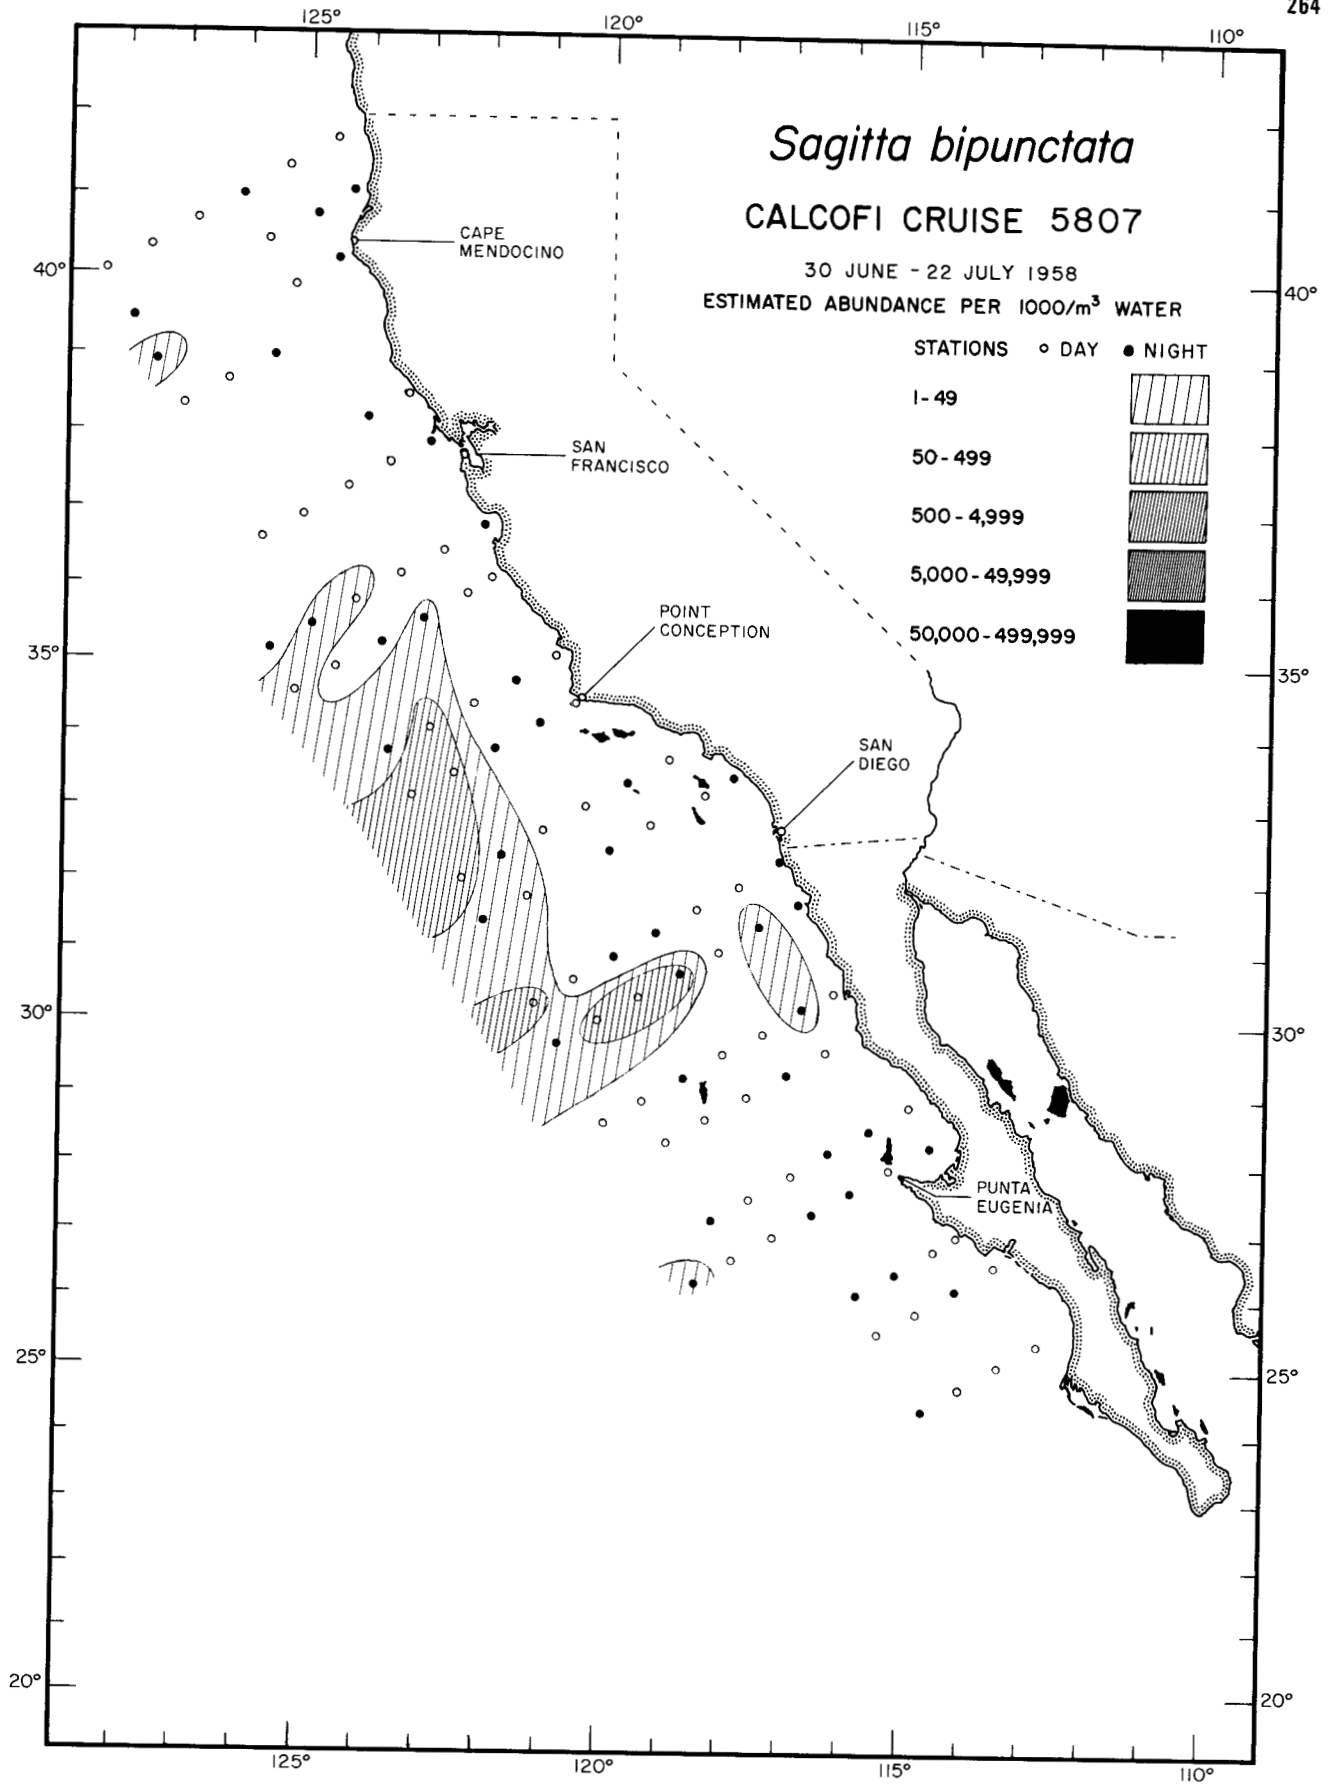 264
125° 120° 115° 110°
Sagitta bipunctata
CALCOFI CRUISE 5807
30 JUNE - 22 JULY 1958
ESTIMATED ABUNDANCE PER 1000/m³ WATER
STATIONS ○ DAY ● NIGHT
1-49
50-499
500-4,999
5,000-49,999
50,000-499,999
CAPE
MENDOCINO
40° 40°
SAN
FRANCISCO
POINT
CONCEPTION
35° 35°
SAN
DIEGO
30° 30°
PUNTA
EUGENIA
25° 25°
20° 20°
125° 120° 115° 110°